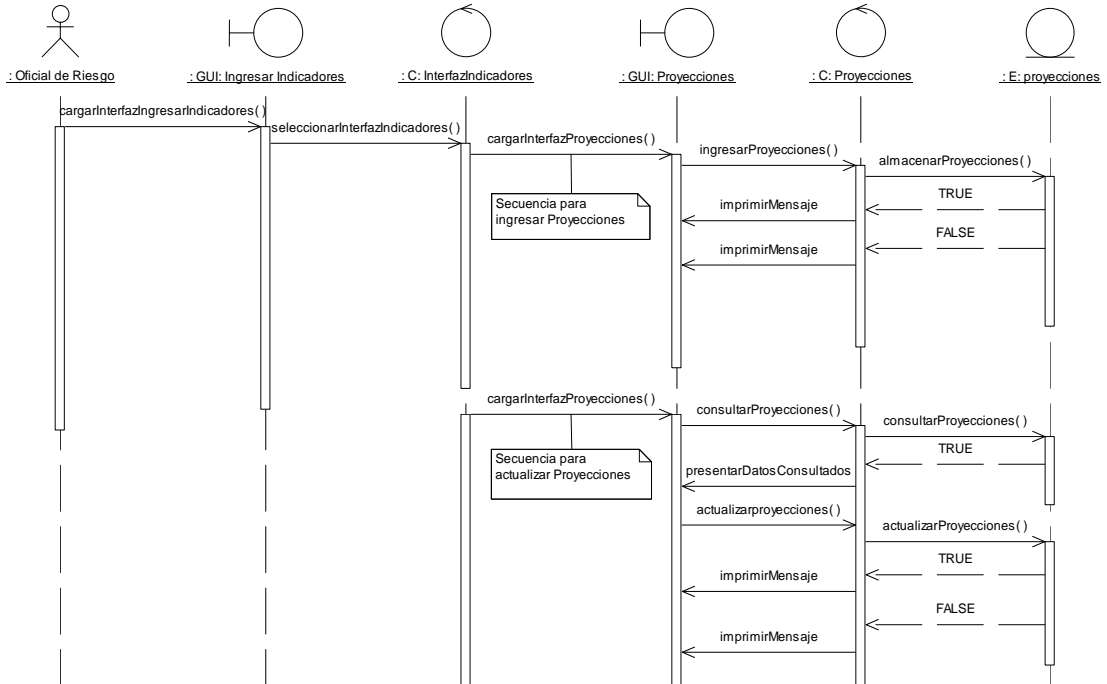 : Oficial de Riesgo
: GUI: Ingresar Indicadores
: C: InterfazIndicadores
: GUI: Proyecciones
: C: Proyecciones
: E: proyecciones
cargarInterfazIngresarIndicadores( )
seleccionarInterfazIndicadores( )
cargarInterfazProyecciones( )
ingresarProyecciones( )
almacenarProyecciones( )
Secuencia para
ingresar Proyecciones
TRUE
imprimirMensaje
FALSE
imprimirMensaje
cargarInterfazProyecciones( )
consultarProyecciones( )
consultarProyecciones( )
TRUE
Secuencia para
actualizar Proyecciones
presentarDatosConsultados
actualizarproyecciones( )
actualizarProyecciones( )
TRUE
imprimirMensaje
FALSE
imprimirMensaje